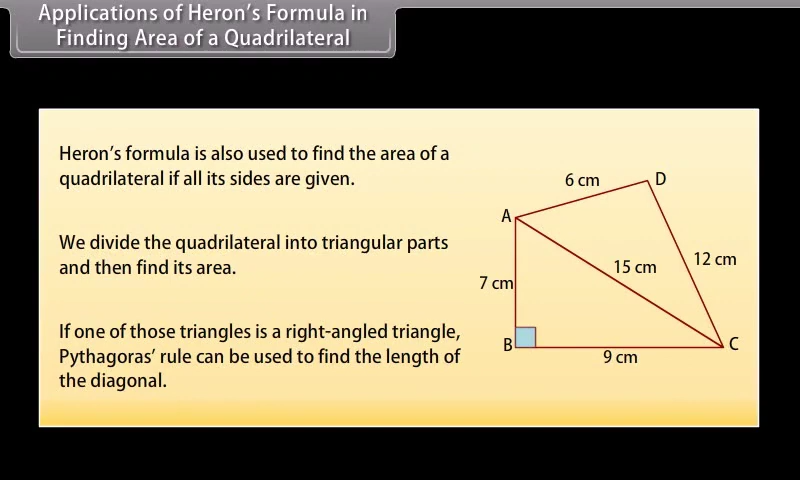 Applications of Heron's Formula in
Finding Area of a Quadrilateral
Heron's formula is also used to find the area of a
quadrilateral if all its sides are given.
We divide the quadrilateral into triangular parts
and then find its area.
If one of those triangles is a right-angled triangle,
Pythagoras' rule can be used to find the length of
the diagonal.
6 cm
D
A
15 cm
12 cm
7 cm
B
C
9 cm